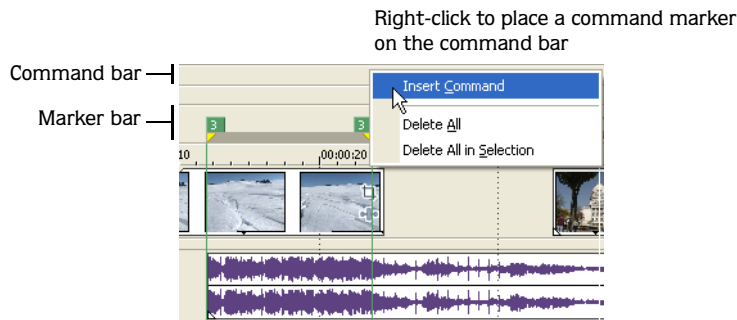 Right-click to place a command marker
on the command bar
Command bar
Insert Command
Marker bar
3 3
Delete All
Delete All in Selection
10 00:00:20